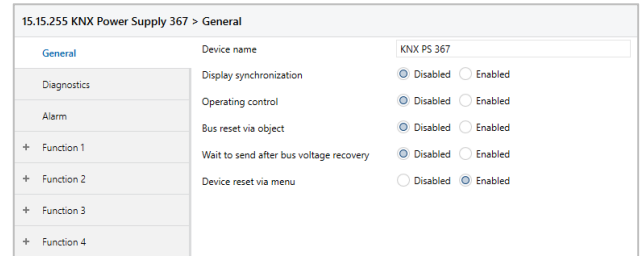 15.15.255 KNX Power Supply 367 > General
General
Diagnostics
Alarm
+ Function 1
+ Function 2
+ Function 3
+ Function 4
Device name KNX PS 367
Display synchronization Disabled Enabled
Operating control Disabled Enabled
Bus reset via object Disabled Enabled
Wait to send after bus voltage recovery Disabled Enabled
Device reset via menu Disabled Enabled